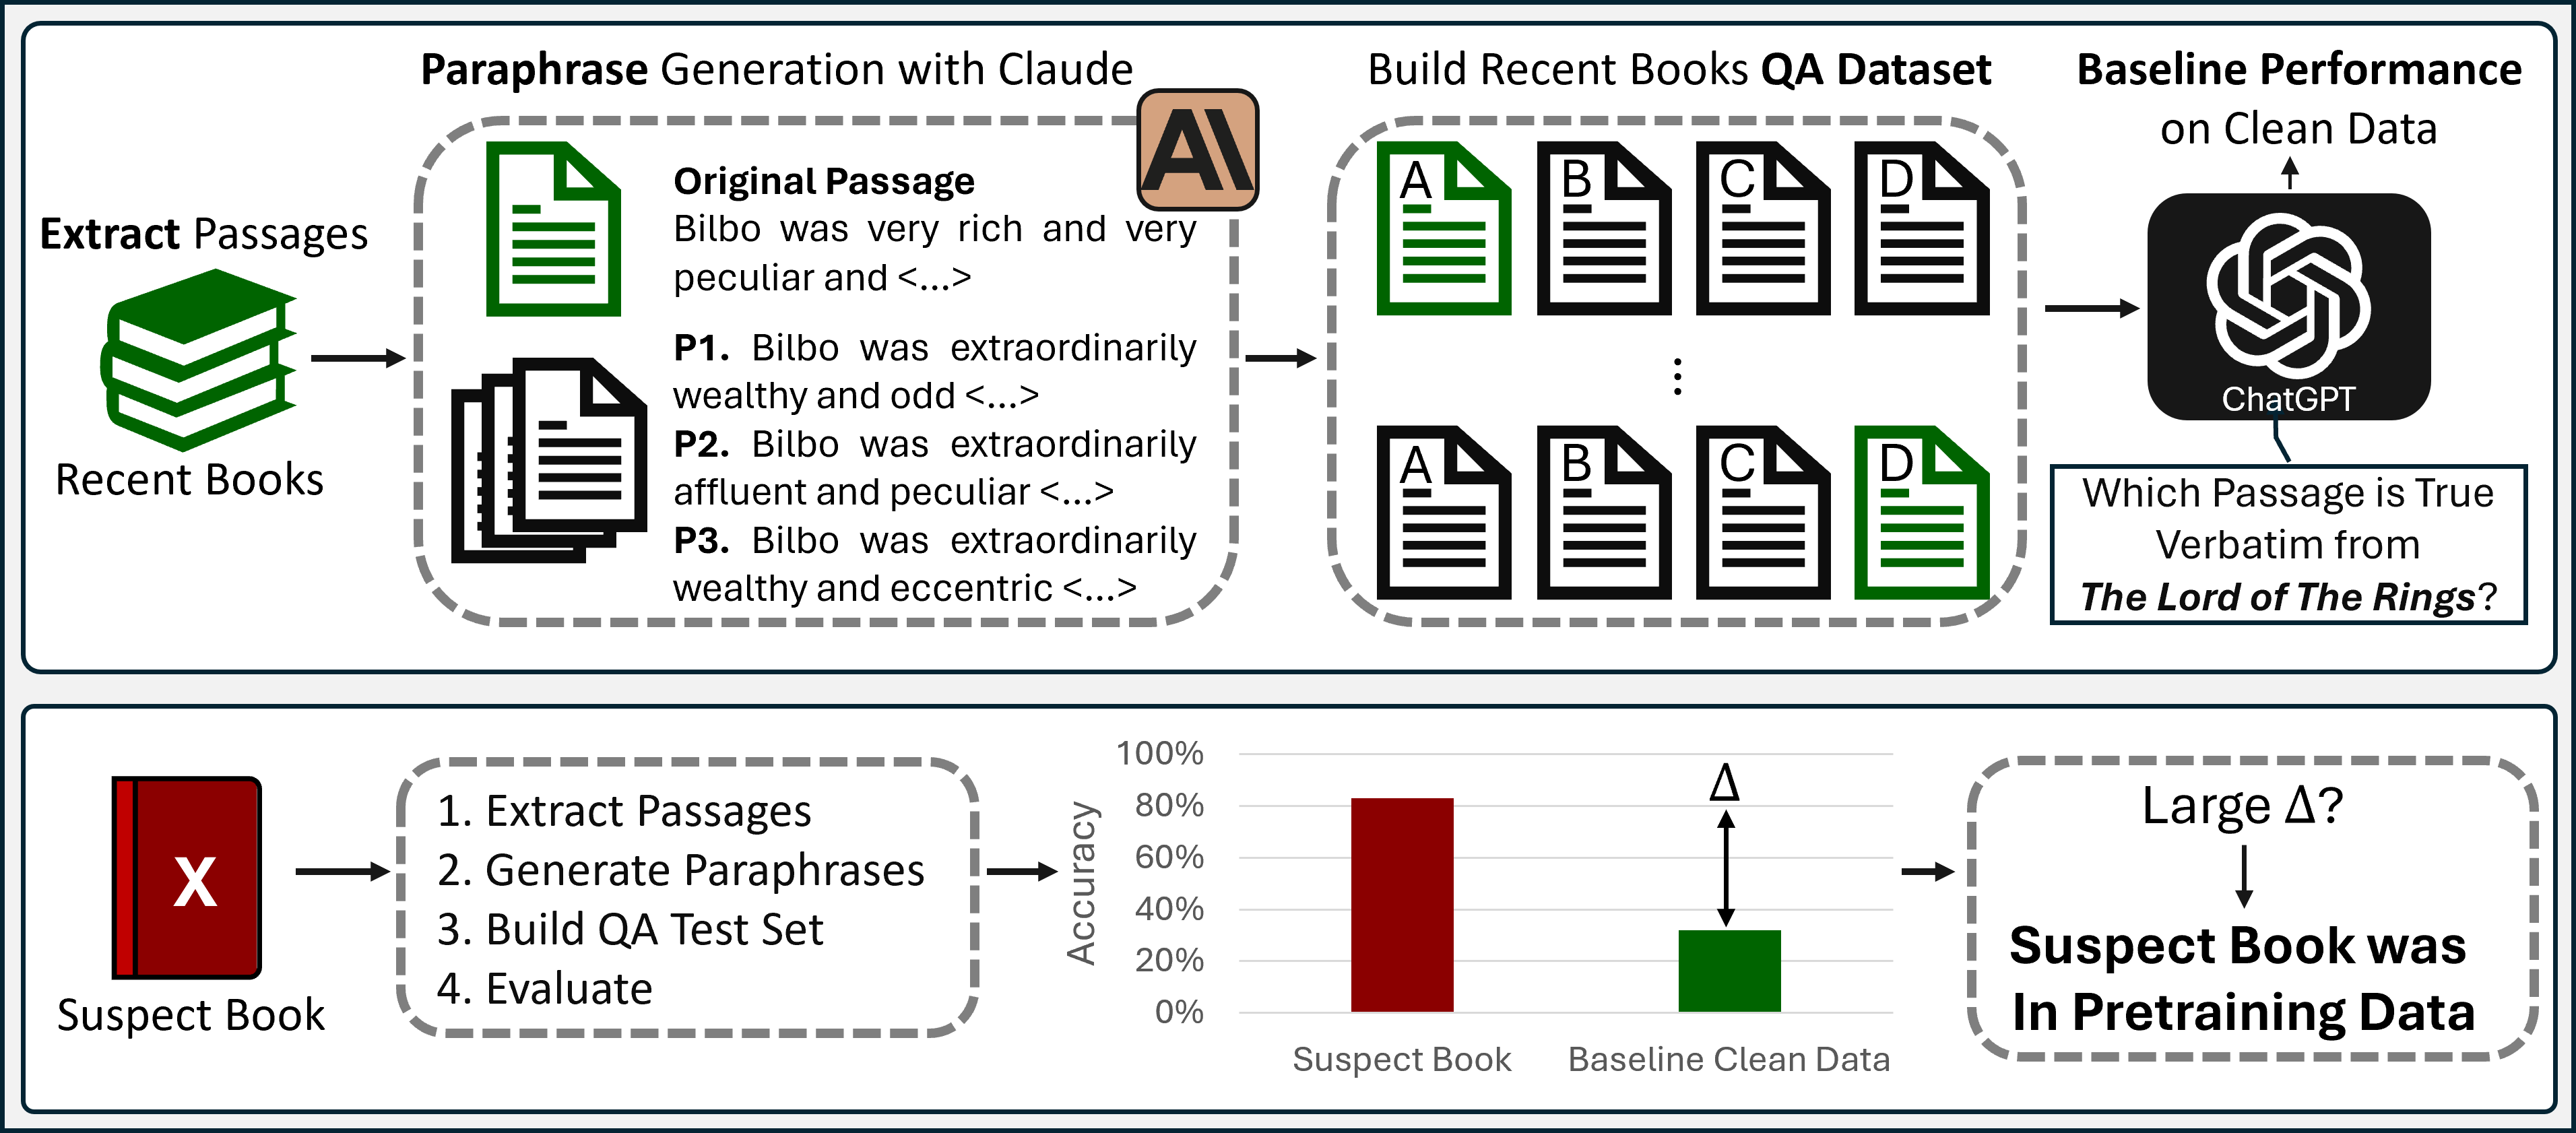 Paraphrase Generation with Claude
Build Recent Books QA Dataset
Baseline Performance
on Clean Data
Extract Passages
Recent Books
A\
Original Passage
Bilbo was very rich and very
peculiar and <...>
P1. Bilbo was extraordinarily
wealthy and odd <...>
P2. Bilbo was extraordinarily
affluent and peculiar <...>
P3. Bilbo was extraordinarily
wealthy and eccentric <...>
A B C D
⋮
A B C D
ChatGPT
Which Passage is True
Verbatim from
The Lord of The Rings?
X
Suspect Book
1. Extract Passages
2. Generate Paraphrases
3. Build QA Test Set
4. Evaluate
Accuracy
100%
80%
60%
40%
20%
0%
Δ
Suspect Book
Baseline Clean Data
Large Δ?
Suspect Book was
In Pretraining Data